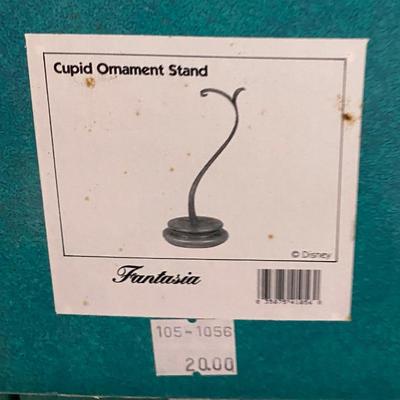 Cupid Ornament Stand
© Disney
Fantasia
105-1056
20.00